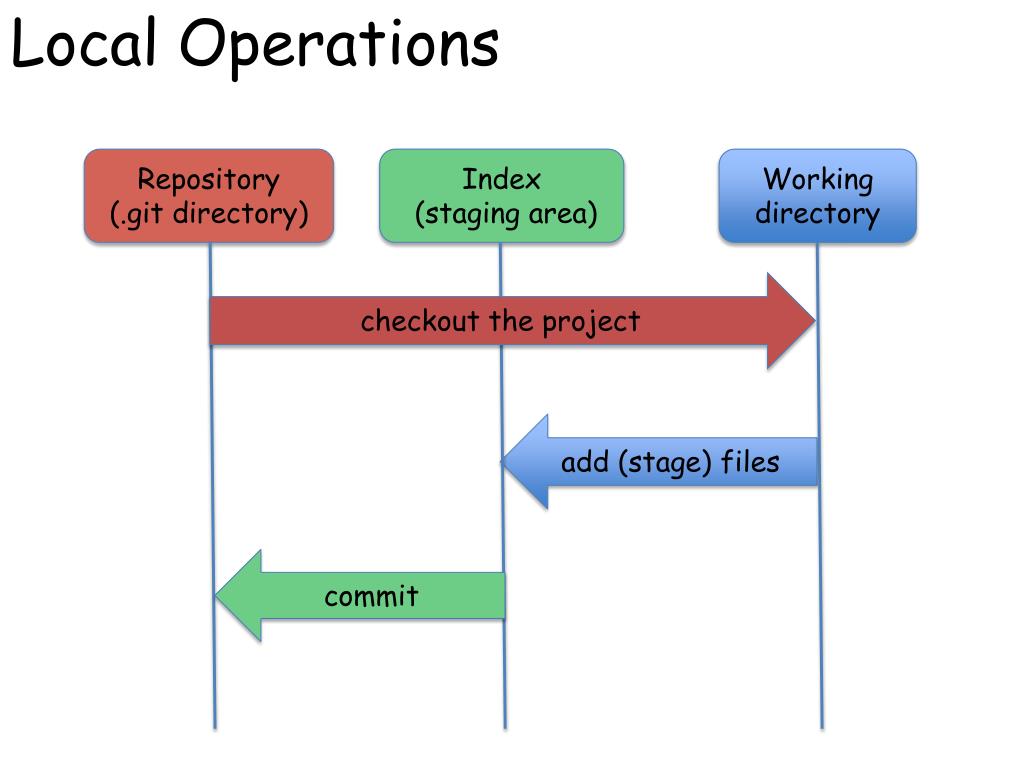 Local Operations
Repository
(.git directory)
Index
(staging area)
Working
directory
checkout the project
add (stage) files
commit